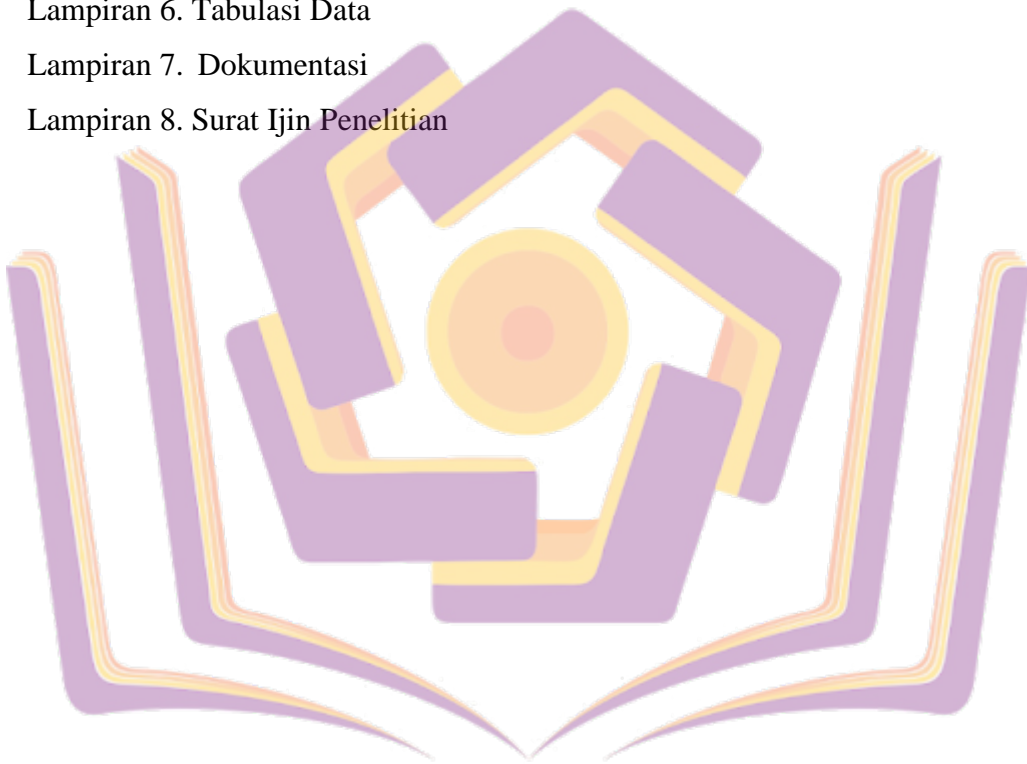 Lampiran 6. Tabulasi Data
Lampiran 7. Dokumentasi
Lampiran 8. Surat Ijin Penelitian